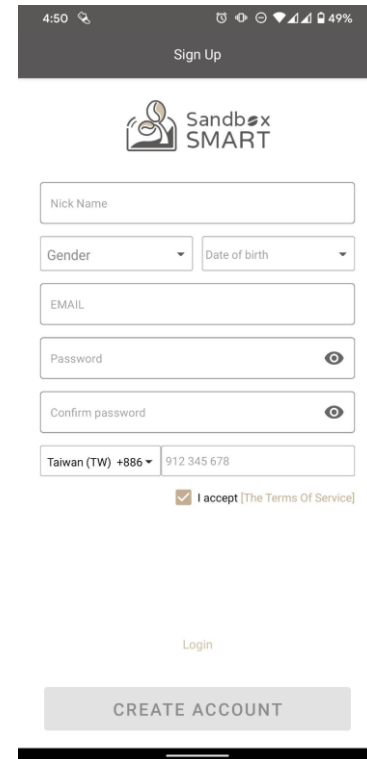 4:50 49%
Sign Up
Sandbox
SMART
Nick Name
Gender Date of birth
EMAIL
Password
Confirm password
Taiwan (TW) +886 912 345 678
I accept [The Terms Of Service]
Login
CREATE ACCOUNT